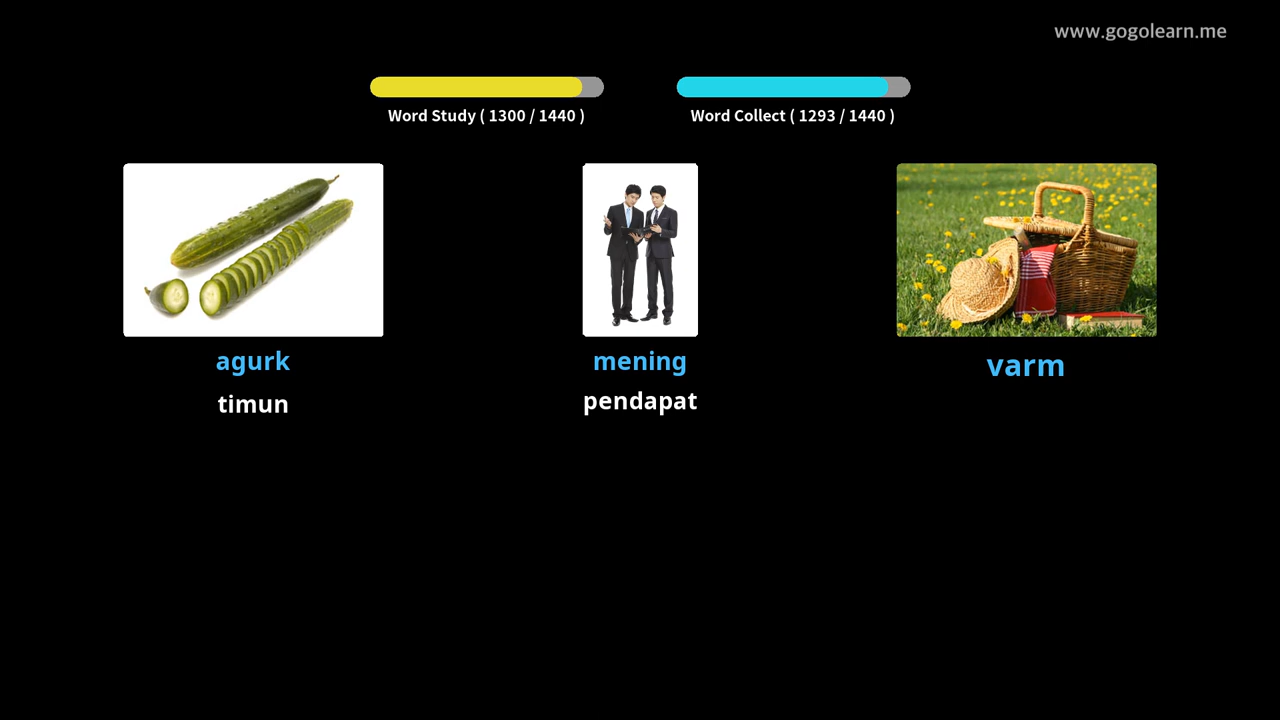 www.gogolearn.me
Word Study ( 1300 / 1440 )
Word Collect ( 1293 / 1440 )
agurk
timun
mening
pendapat
varm